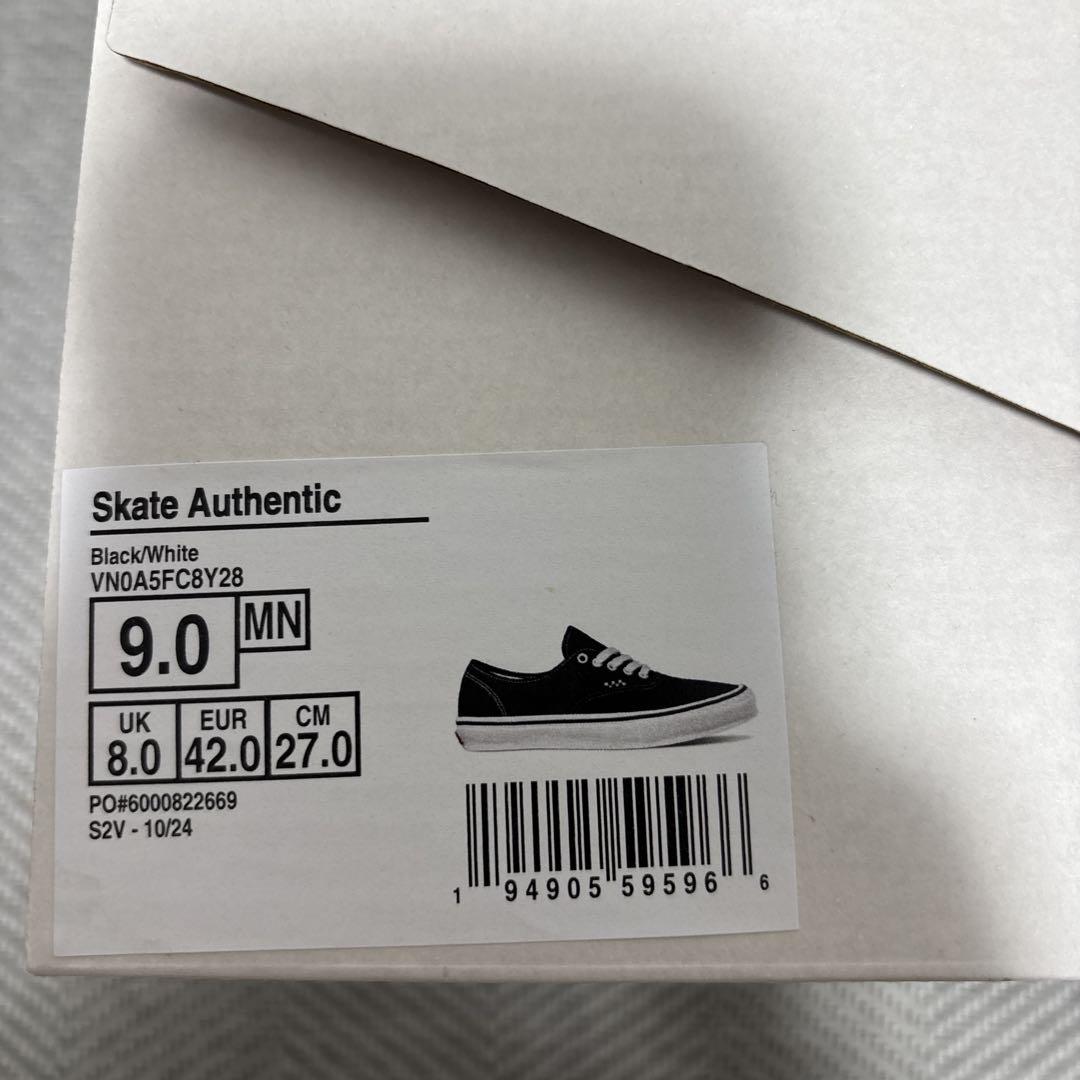 Skate Authentic
Black/White
VN0A5FC8Y28
9.0 MN
UK EUR CM
8.0 42.0 27.0
PO#6000822669
S2V - 10/24
1 94905 59596 6